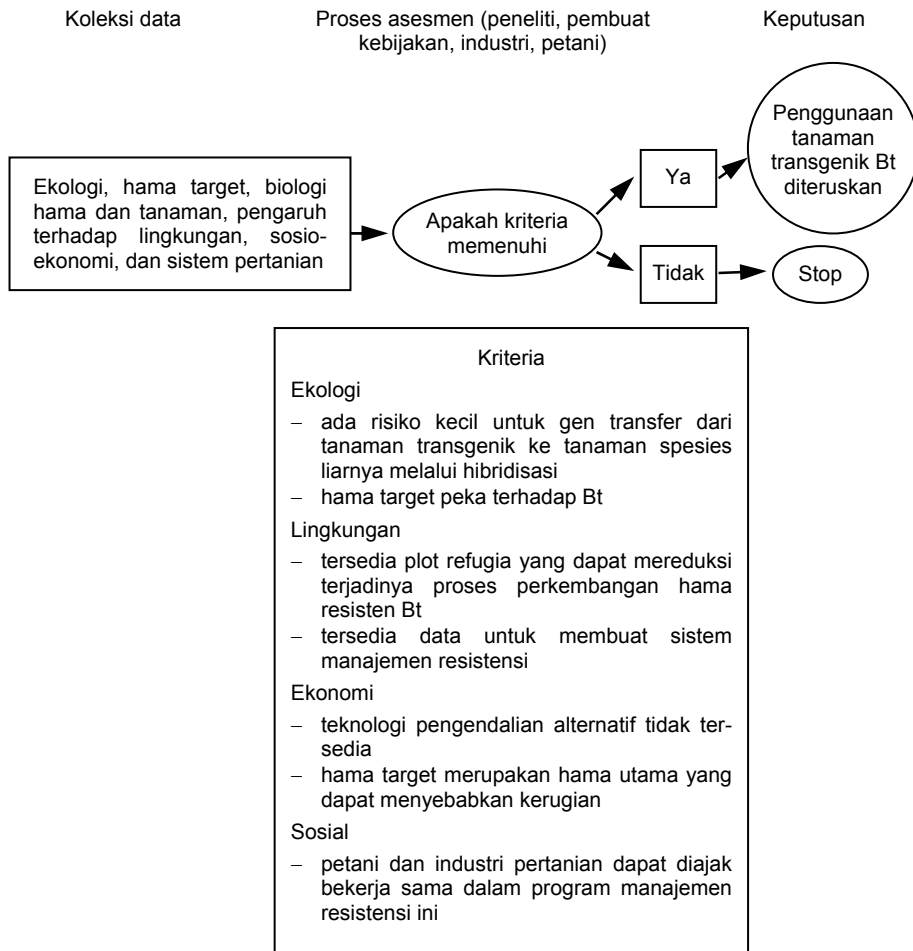 Koleksi data
Proses asesmen (peneliti, pembuat
kebijakan, industri, petani)
Keputusan
Ekologi, hama target, biologi
hama dan tanaman, pengaruh
terhadap lingkungan, sosio-
ekonomi, dan sistem pertanian
Apakah kriteria
memenuhi
Ya
Tidak
Penggunaan
tanaman
transgenik Bt
diteruskan
Stop
Kriteria
Ekologi
– ada risiko kecil untuk gen transfer dari
tanaman transgenik ke tanaman spesies
liarnya melalui hibridisasi
– hama target peka terhadap Bt
Lingkungan
– tersedia plot refugia yang dapat mereduksi
terjadinya proses perkembangan hama
resisten Bt
– tersedia data untuk membuat sistem
manajemen resistensi
Ekonomi
– teknologi pengendalian alternatif tidak ter-
sedia
– hama target merupakan hama utama yang
dapat menyebabkan kerugian
Sosial
– petani dan industri pertanian dapat diajak
bekerja sama dalam program manajemen
resistensi ini